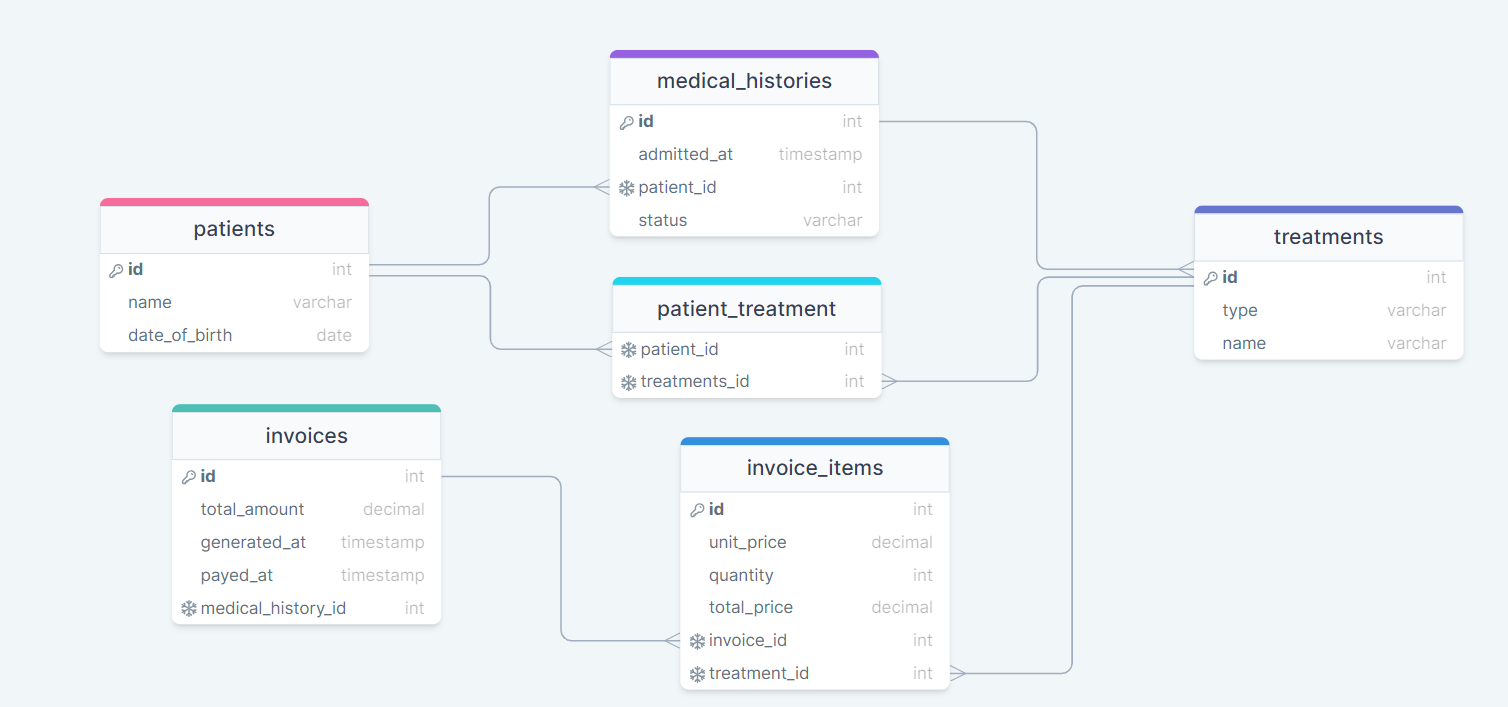 medical_histories
id int
admitted_at timestamp
patient_id int
status varchar
patients
id int
name varchar
date_of_birth date
treatments
id int
type varchar
name varchar
patient_treatment
patient_id int
treatments_id int
invoices
id int
total_amount decimal
generated_at timestamp
payed_at timestamp
medical_history_id int
invoice_items
id int
unit_price decimal
quantity int
total_price decimal
invoice_id int
treatment_id int